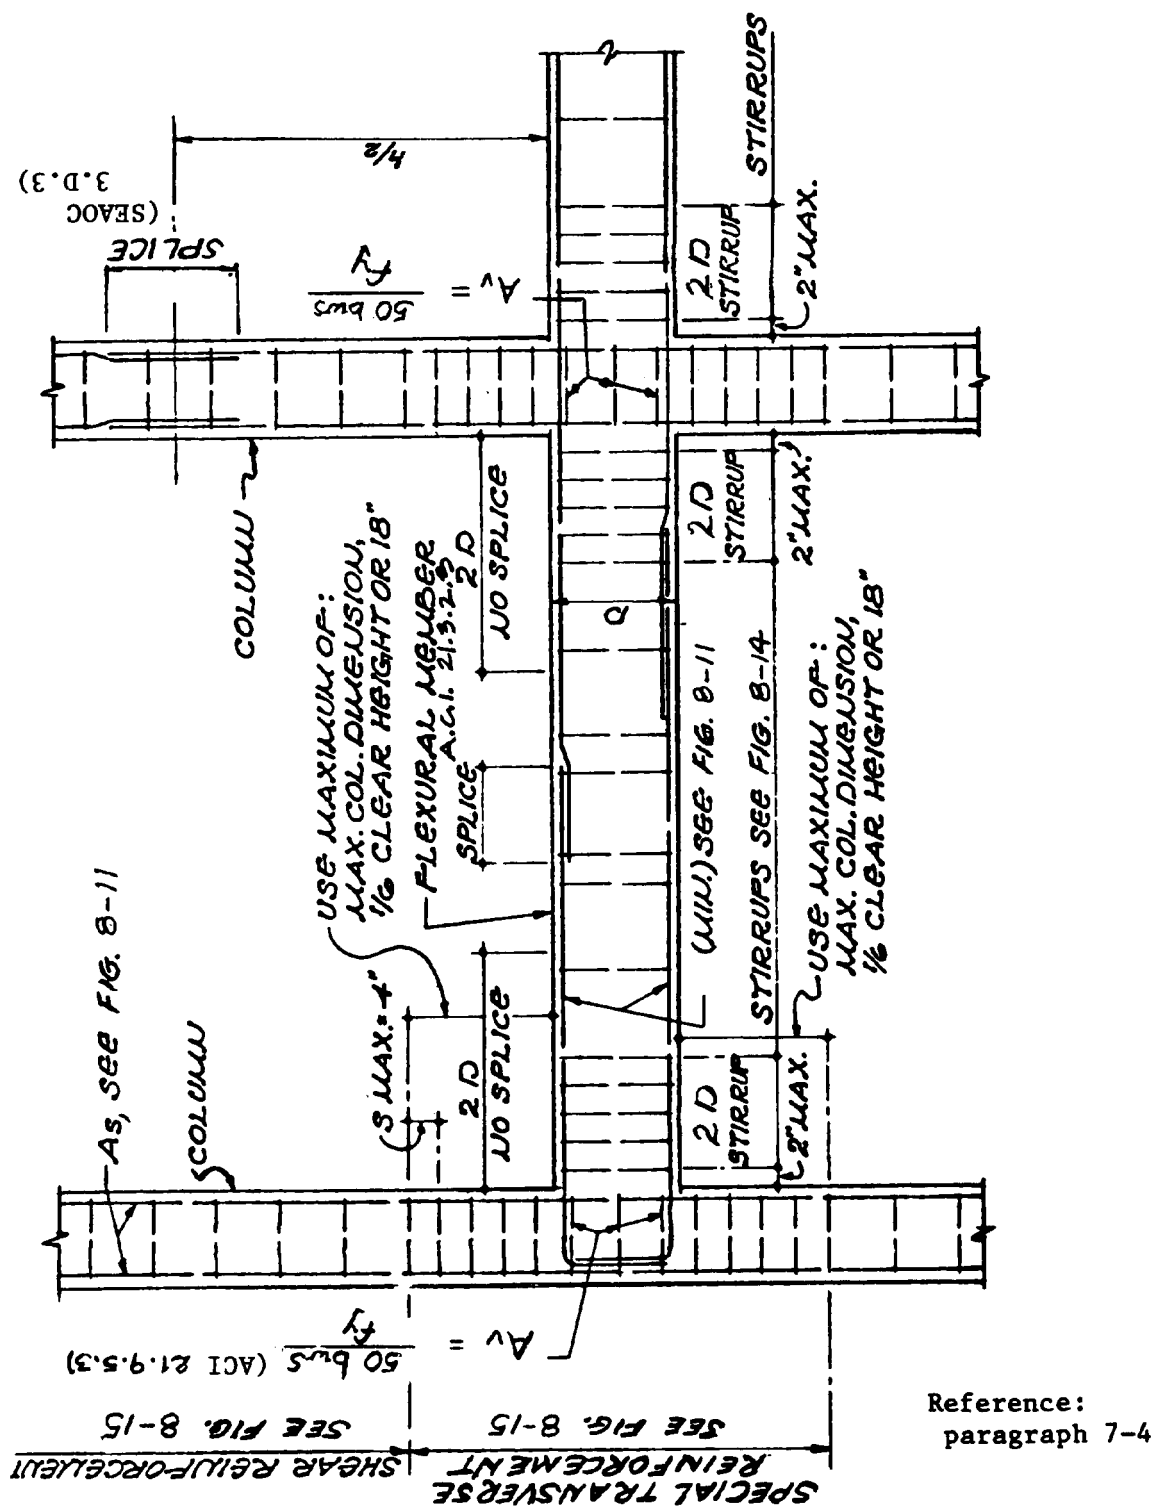 As, SEE FIG. 8-11
COLUMN
S MAX. = 4"
USE MAXIMUM OF:
MAX. COL. DIMENSION,
1/6 CLEAR HEIGHT OR 18"
FLEXURAL MEMBER
A.C.I. 21.3.2.3
2 D
NO SPLICE
SPLICE
2 D
NO SPLICE
COLUMN
SPLICE
(SEAOC
3.D.3)
h/2
Av = 50 bws
fy
D
2 D
STIRRUP
2" MAX.
(MIN.) SEE FIG. 8-11
STIRRUPS SEE FIG. 8-14
2 D
STIRRUP
2" MAX.
2 D
STIRRUP
2" MAX.
STIRRUPS
USE MAXIMUM OF:
MAX. COL. DIMENSION,
1/6 CLEAR HEIGHT OR 18"
Av = 50 bws
fy
(ACI 21.9.5.3)
SHEAR REINFORCEMENT
SEE FIG. 8-15
SPECIAL TRANSVERSE
REINFORCEMENT
SEE FIG. 8-15
Reference:
paragraph 7-4